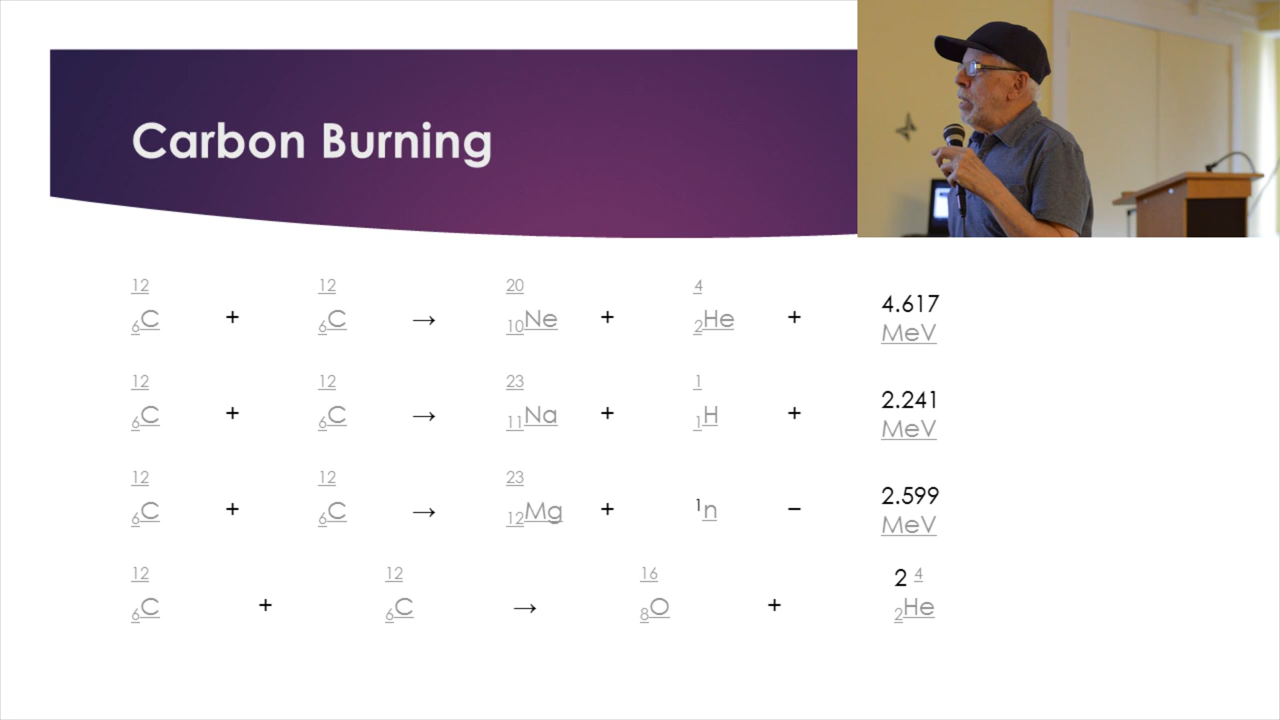 Carbon Burning
12 12 20 4
6C + 6C → 10Ne + 2He + 4.617 MeV
12 12 23 1
6C + 6C → 11Na + 1H + 2.241 MeV
12 12 23
6C + 6C → 12Mg + 1n − 2.599 MeV
12 12 16 2 4
6C + 6C → 8O + 2He